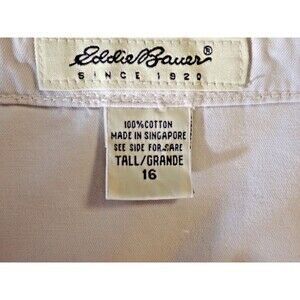 Eddie Bauer®
SINCE 1920
100% COTTON
MADE IN SINGAPORE
SEE SIDE FOR CARE
TALL/GRANDE
16